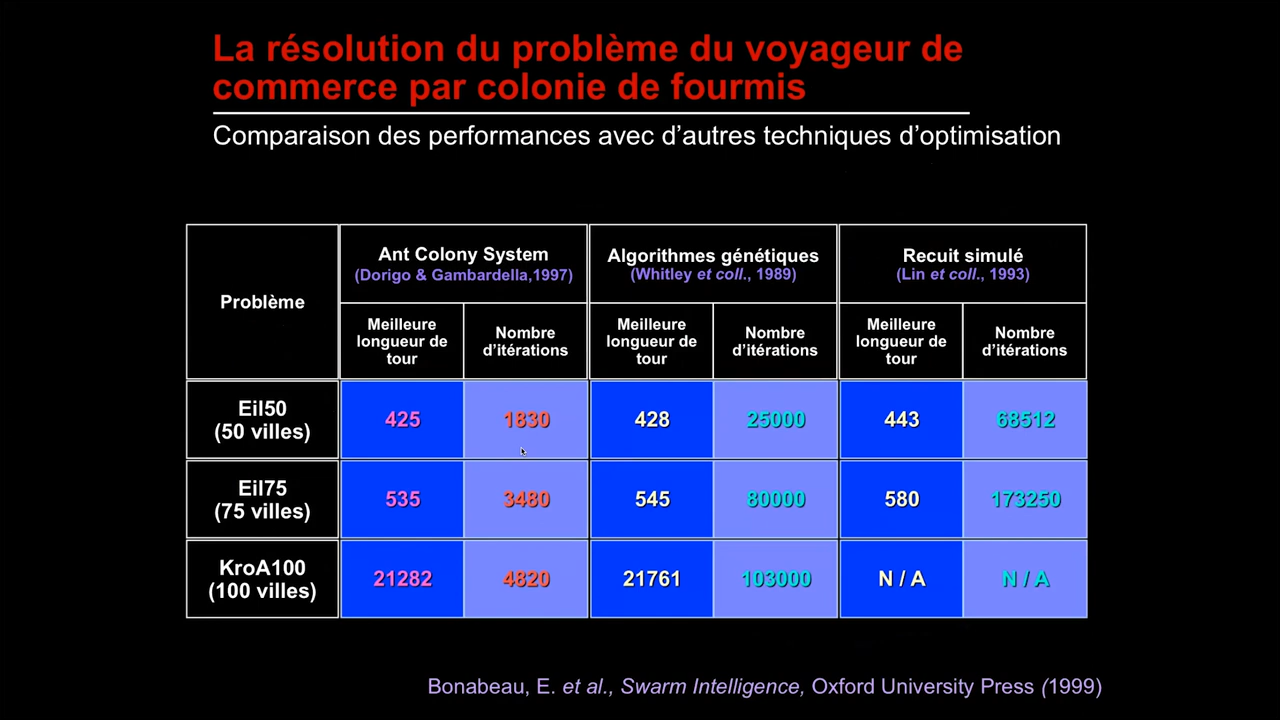 La résolution du problème du voyageur de
commerce par colonie de fourmis
Comparaison des performances avec d’autres techniques d’optimisation
Problème
Ant Colony System
(Dorigo & Gambardella,1997)
Algorithmes génétiques
(Whitley et coll., 1989)
Recuit simulé
(Lin et coll., 1993)
Meilleure
longueur de
tour
Nombre
d’itérations
Meilleure
longueur de
tour
Nombre
d’itérations
Meilleure
longueur de
tour
Nombre
d’itérations
Eil50
(50 villes)
425
1830
428
25000
443
68512
Eil75
(75 villes)
535
3480
545
80000
580
173250
KroA100
(100 villes)
21282
4820
21761
103000
N / A
N / A
Bonabeau, E. et al., Swarm Intelligence, Oxford University Press (1999)